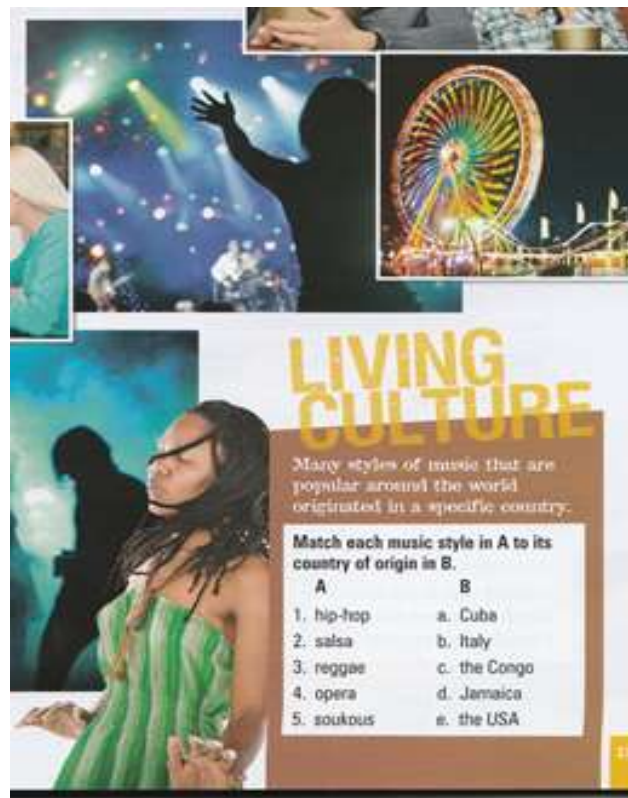 LIVING
CULTURE
Many styles of music that are
popular around the world
originated in a specific country.
Match each music style in A to its
country of origin in B.
A B
1. hip-hop a. Cuba
2. salsa b. Italy
3. reggae c. the Congo
4. opera d. Jamaica
5. soukous e. the USA